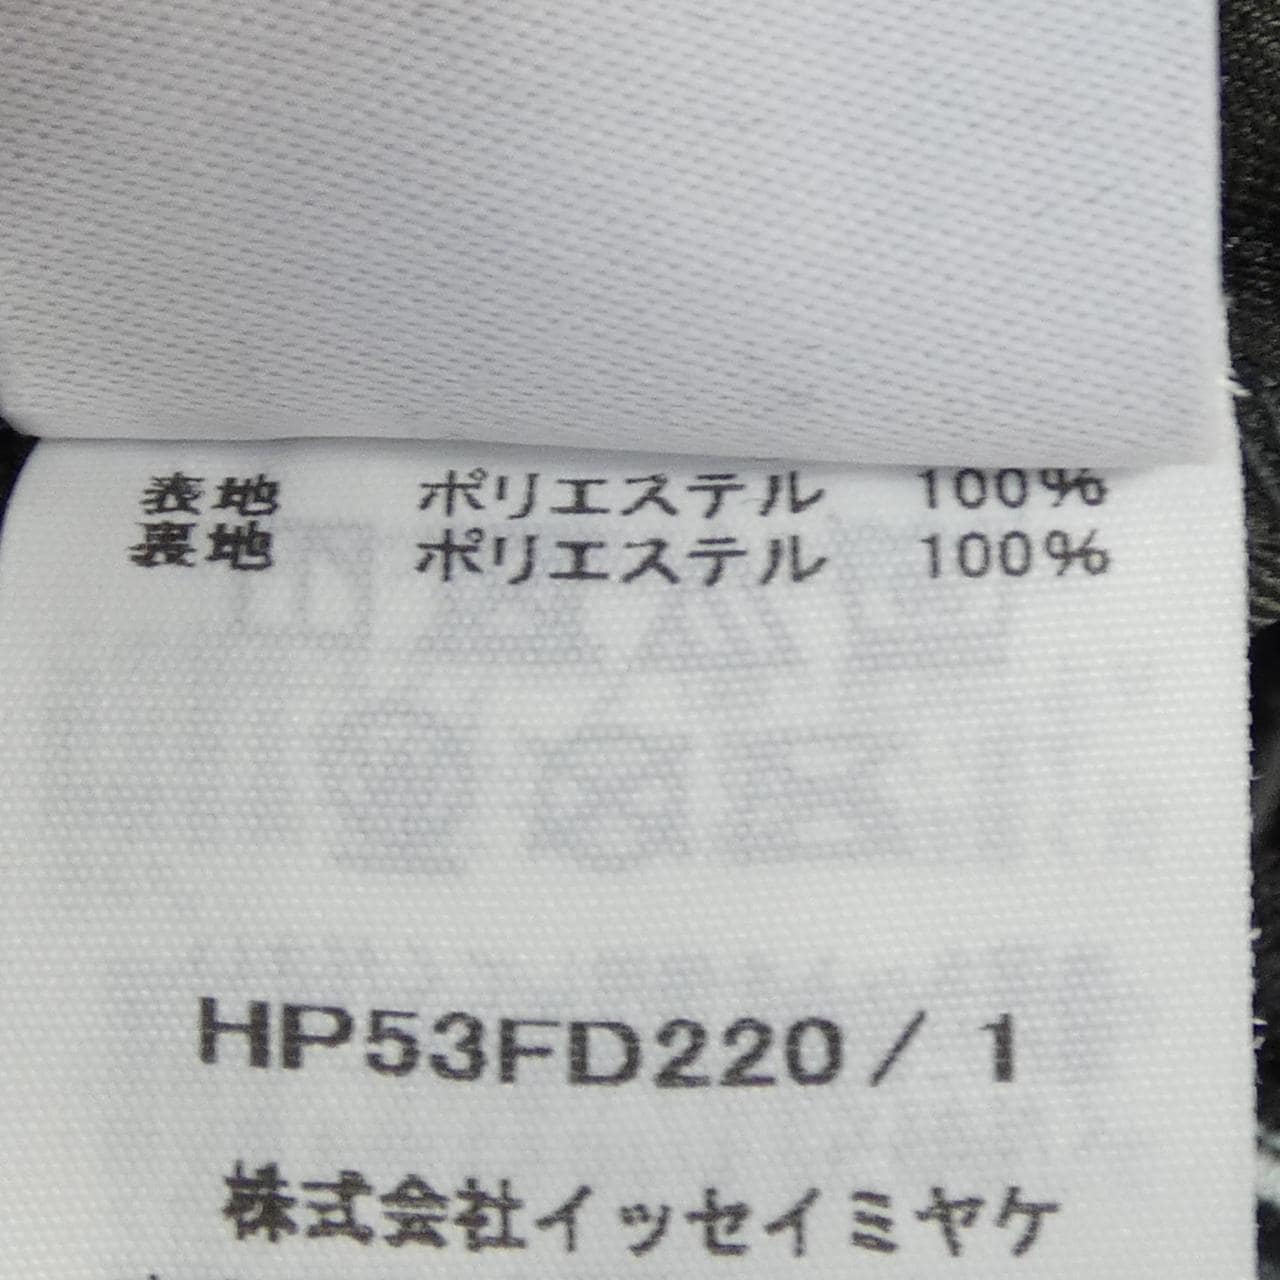 表地 ポリエステル 100%
裏地 ポリエステル 100%
HP53FD220 / 1
株式会社イッセイミヤケ